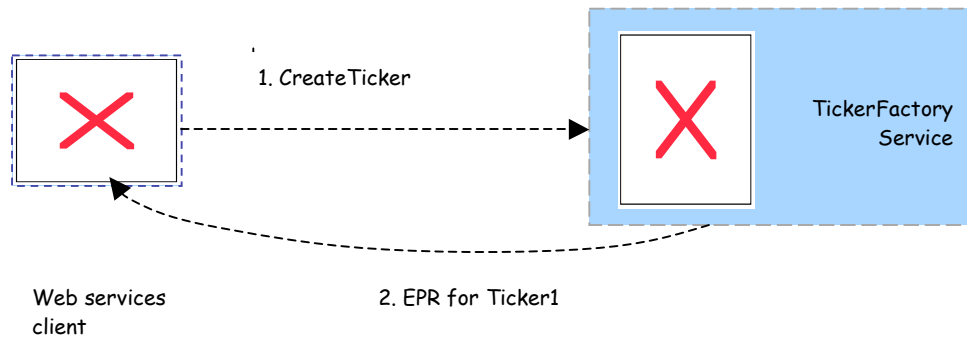 1. CreateTicker
TickerFactory
Service
Web services
client
2. EPR for Ticker1